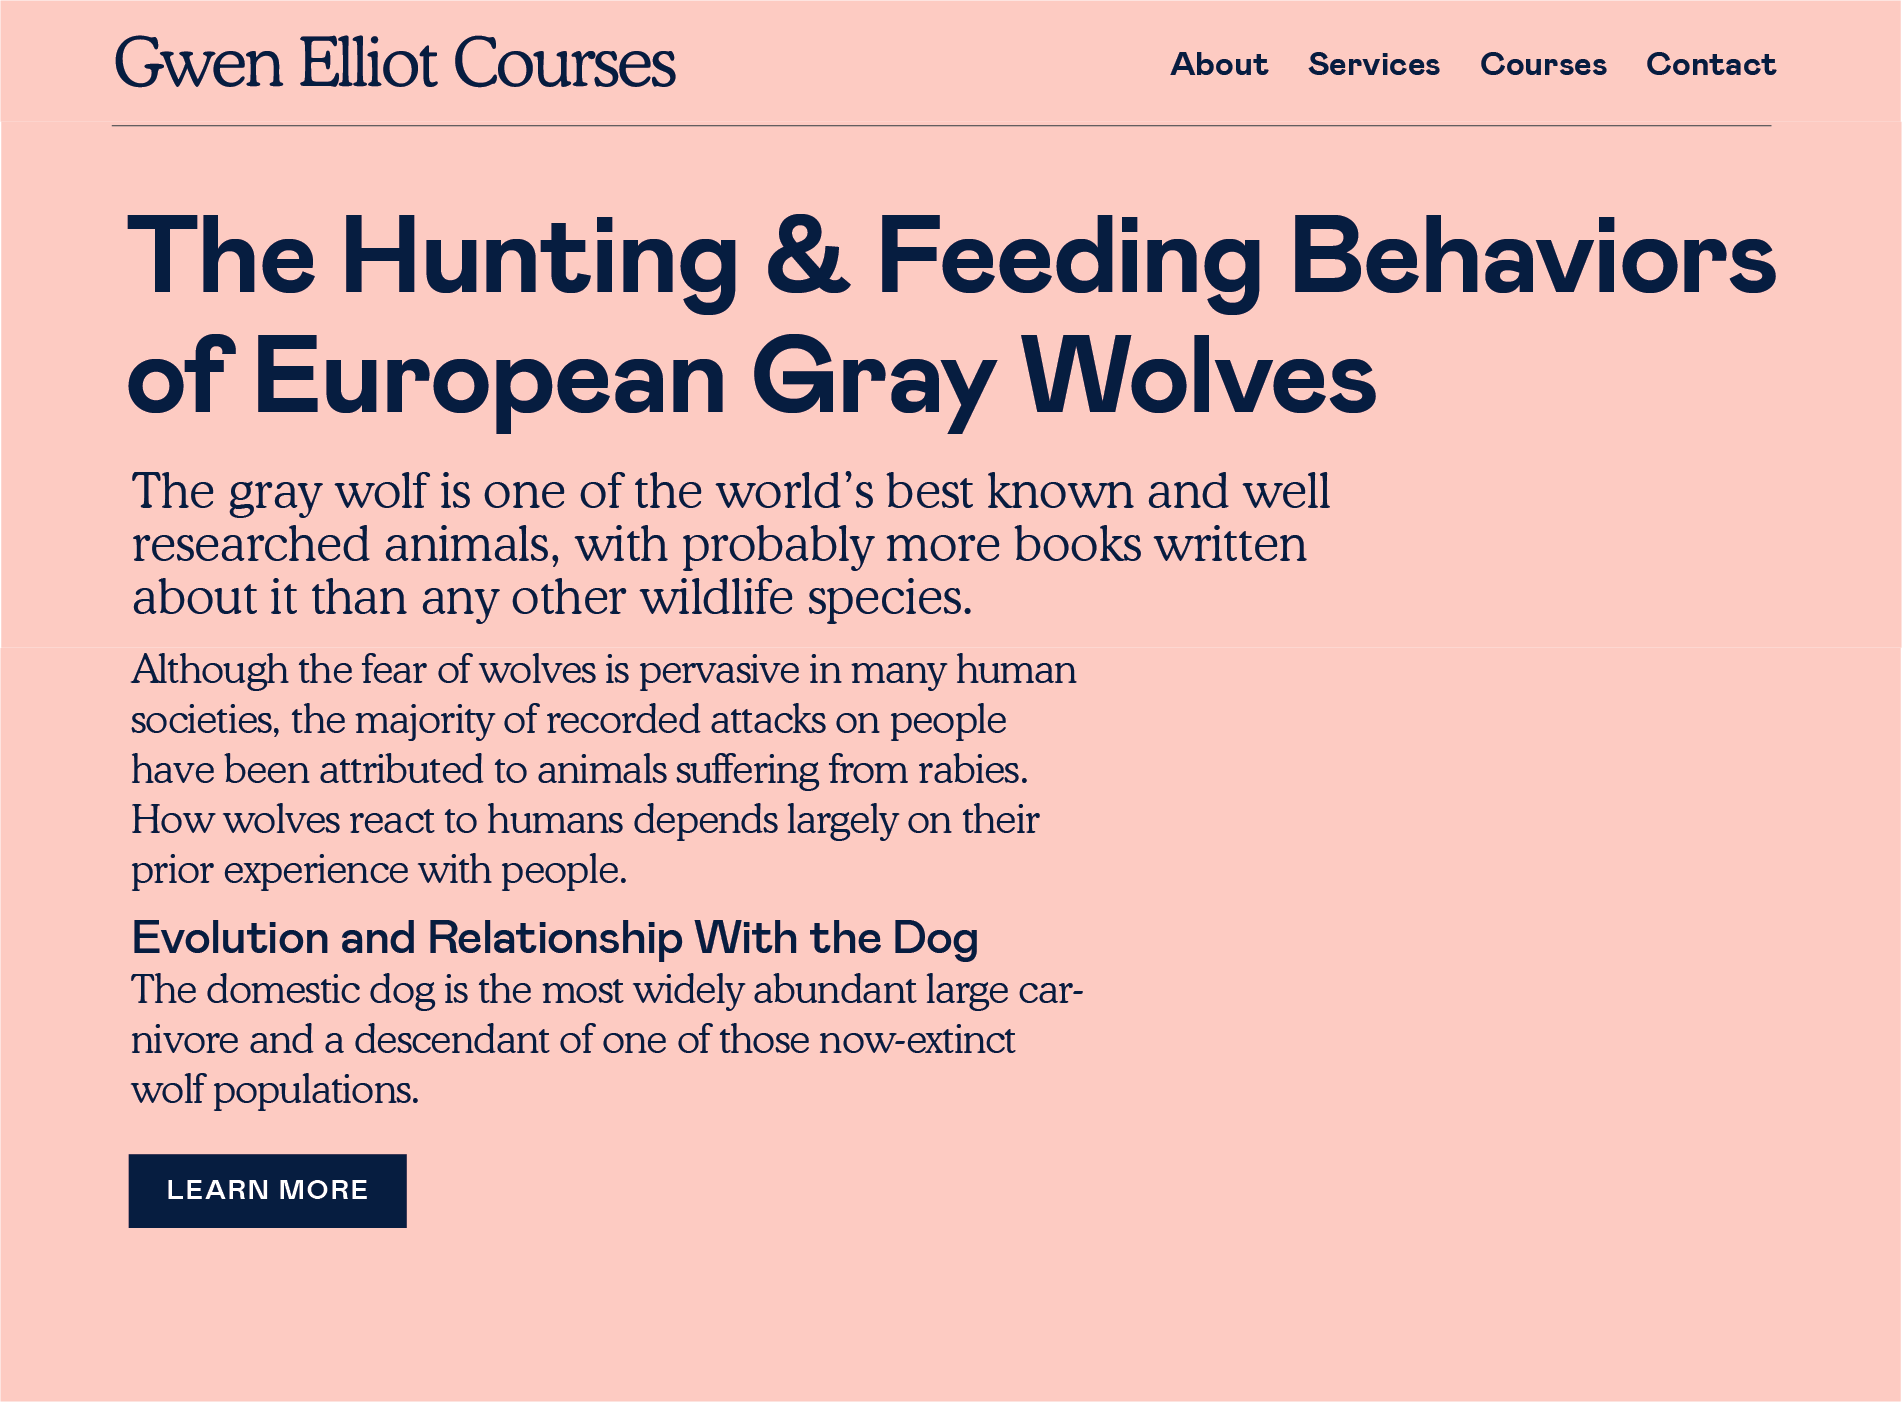 Gwen Elliot Courses
About Services Courses Contact
The Hunting & Feeding Behaviors
of European Gray Wolves
The gray wolf is one of the world’s best known and well
researched animals, with probably more books written
about it than any other wildlife species.
Although the fear of wolves is pervasive in many human
societies, the majority of recorded attacks on people
have been attributed to animals suffering from rabies.
How wolves react to humans depends largely on their
prior experience with people.
Evolution and Relationship With the Dog
The domestic dog is the most widely abundant large car-
nivore and a descendant of one of those now-extinct
wolf populations.
LEARN MORE